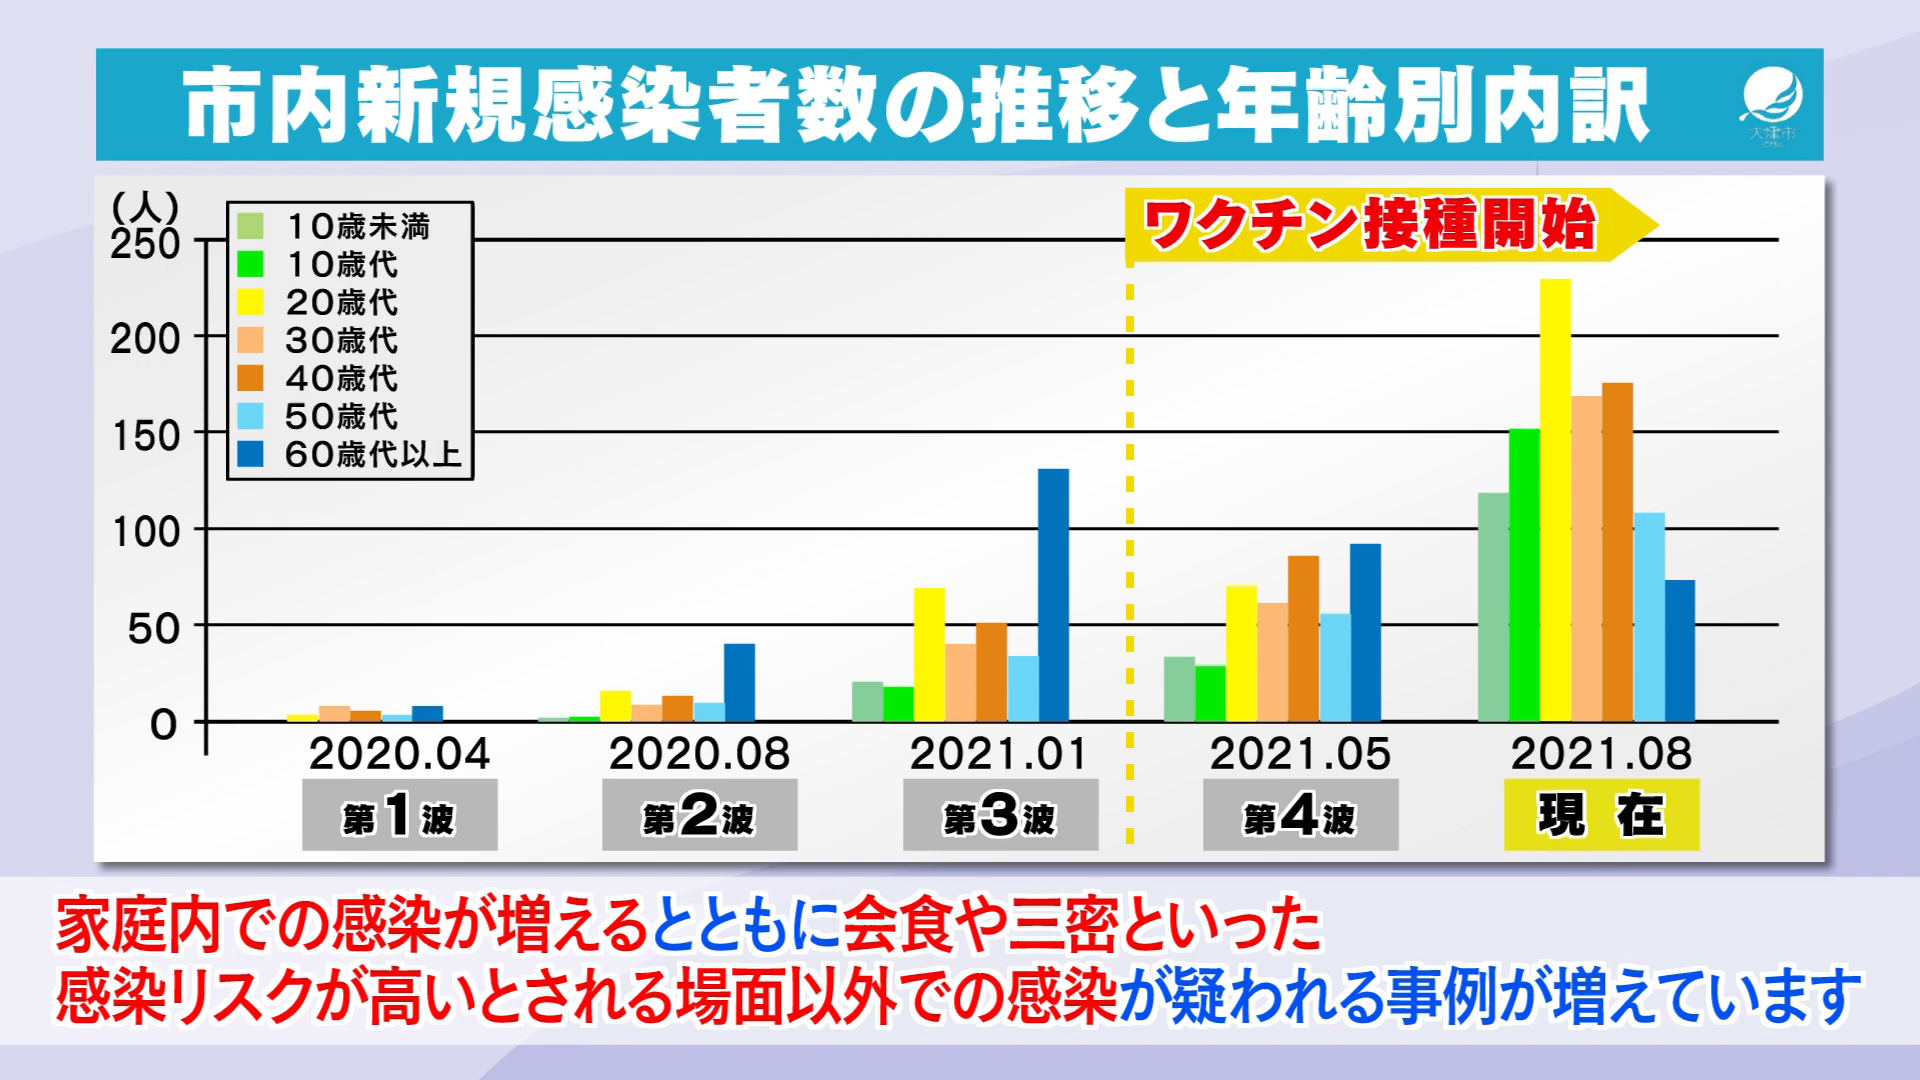 市内新規感染者数の推移と年齢別内訳
大津市
OTSU
(人)
250
200
150
100
50
0
10歳未満
10歳代
20歳代
30歳代
40歳代
50歳代
60歳代以上
ワクチン接種開始
2020.04
2020.08
2021.01
2021.05
2021.08
第1波
第2波
第3波
第4波
現在
家庭内での感染が増えるとともに会食や三密といった
感染リスクが高いとされる場面以外での感染が疑われる事例が増えています